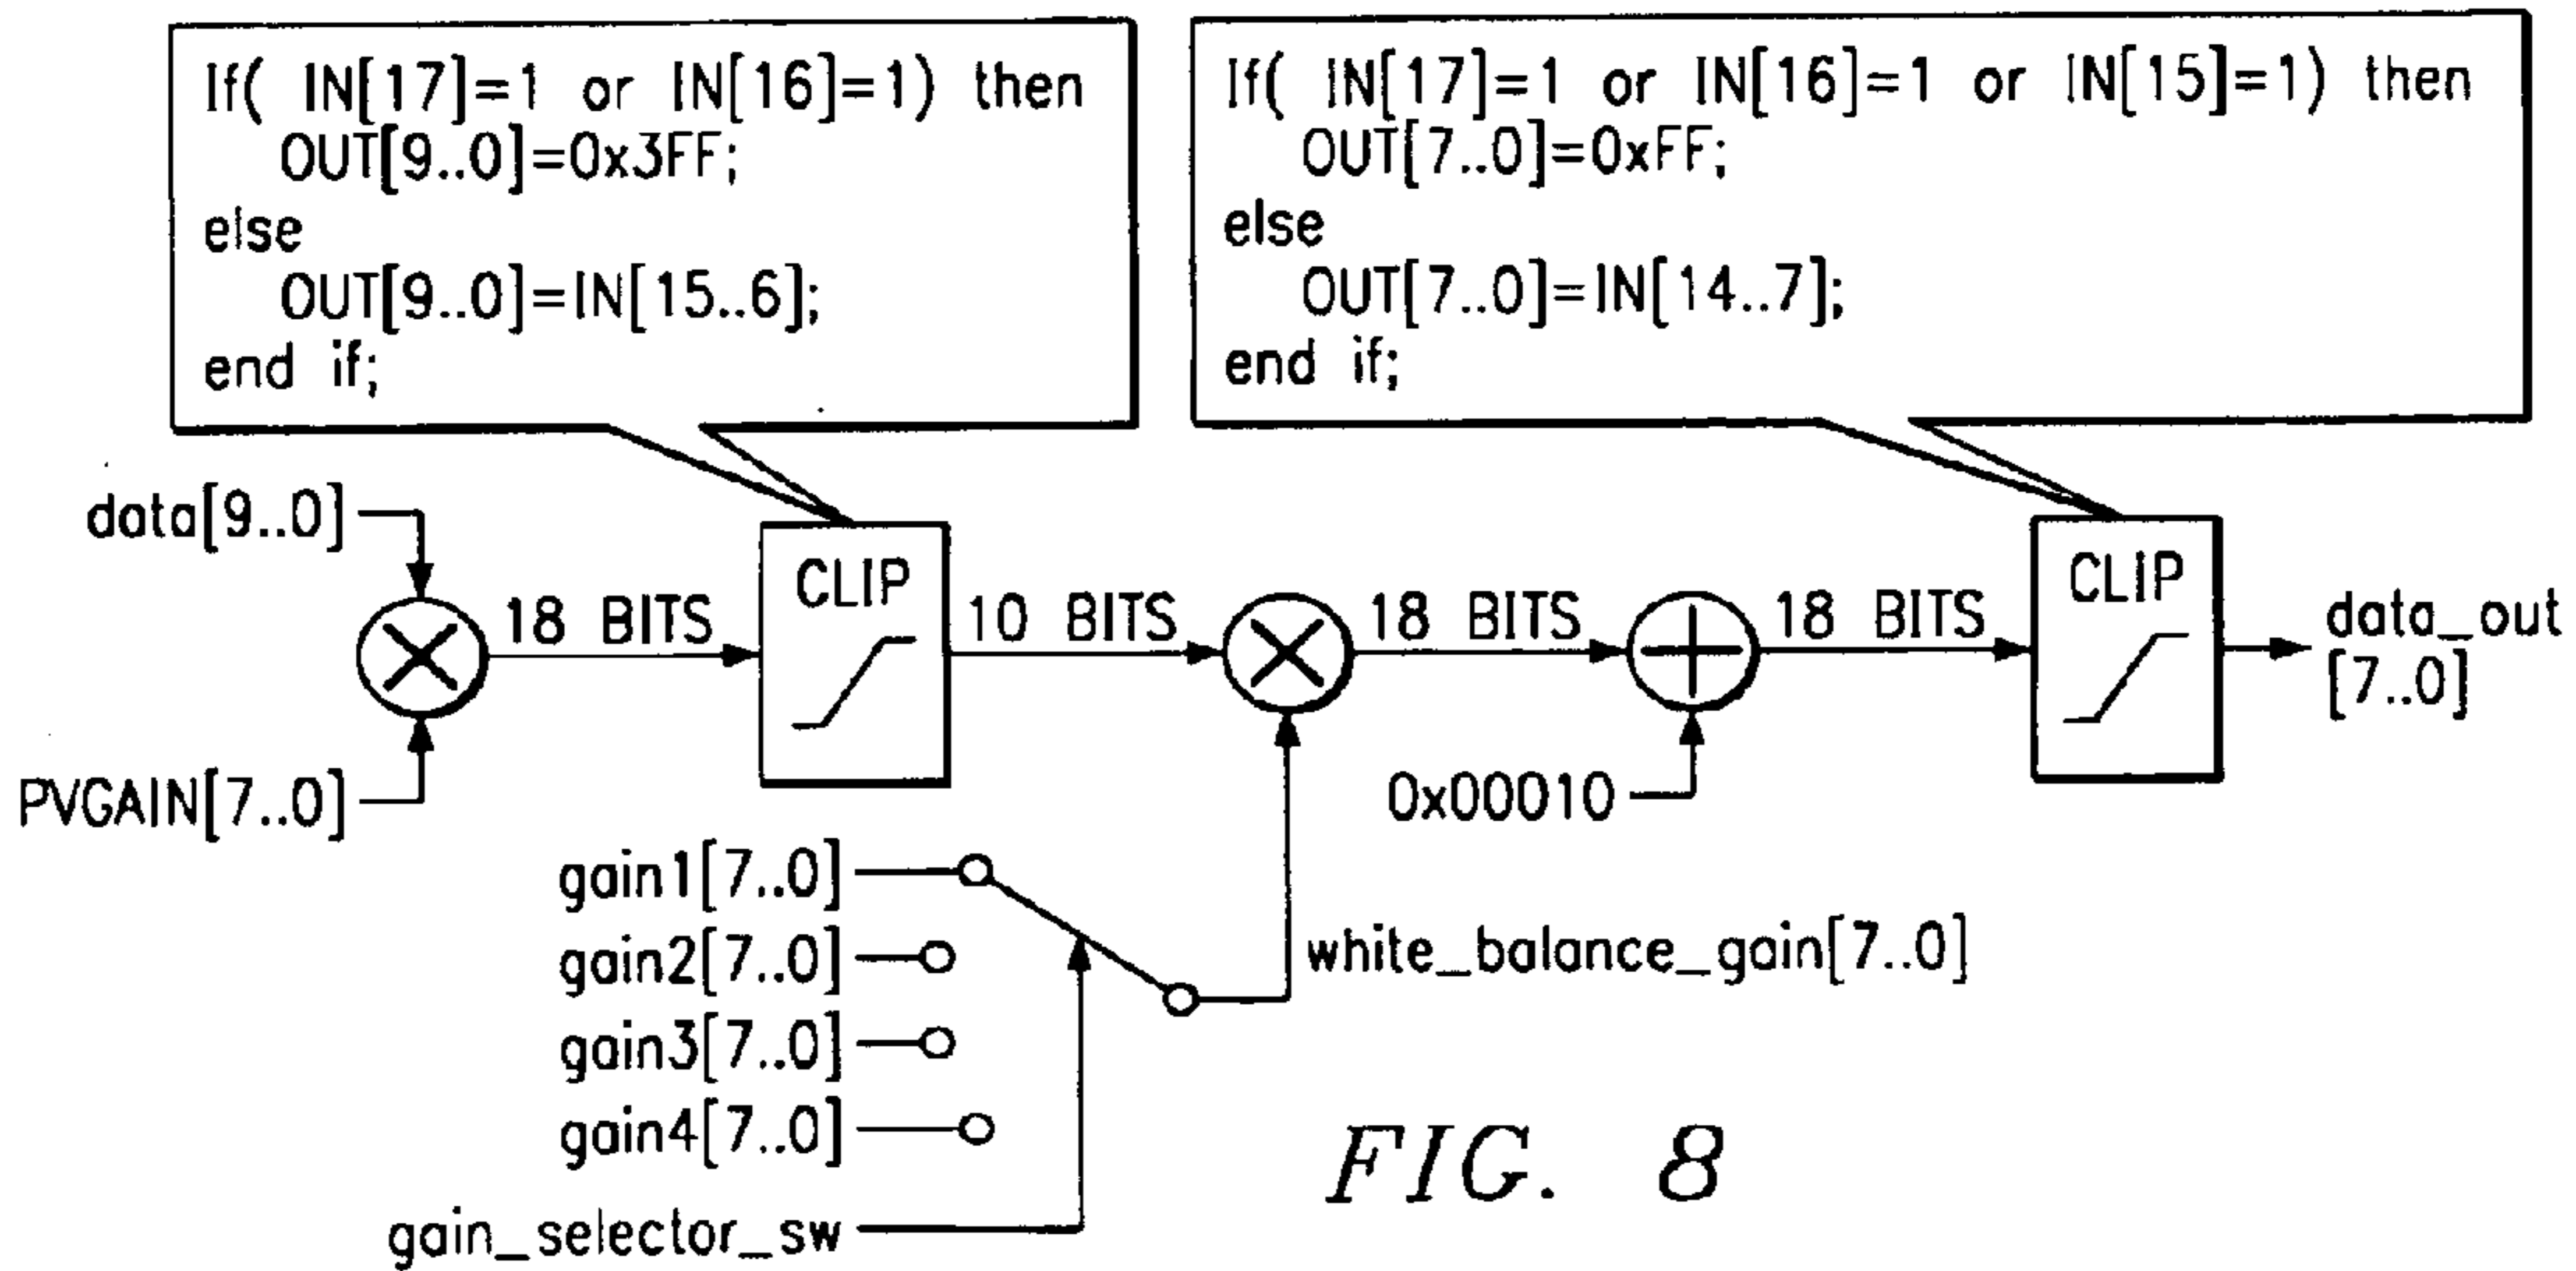 If( IN[17]=1 or IN[16]=1) then
OUT[9..0]=0x3FF;
else
OUT[9..0]=IN[15..6];
end if;
If( IN[17]=1 or IN[16]=1 or IN[15]=1) then
OUT[7..0]=0xFF;
else
OUT[7..0]=IN[14..7];
end if;
data[9..0]
PVGAIN[7..0]
18 BITS
CLIP
10 BITS
18 BITS
0x00010
18 BITS
CLIP
data_out
[7..0]
gain1[7..0]
gain2[7..0]
gain3[7..0]
gain4[7..0]
gain_selector_sw
white_balance_gain[7..0]
FIG. 8